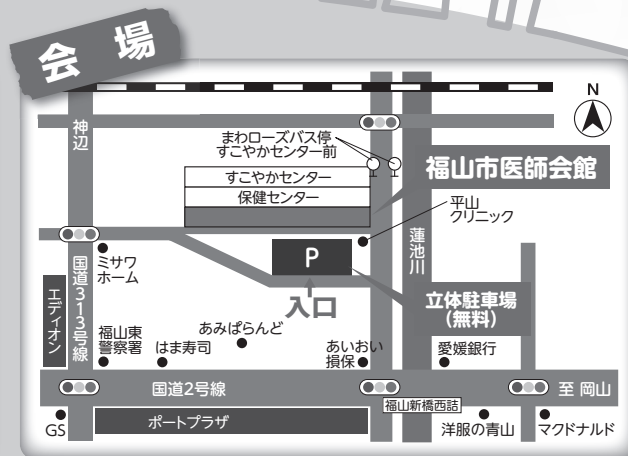 会 場
N
神辺
まわローズバス停
すこやかセンター前
すこやかセンター
保健センター
福山市医師会館
平山
クリニック
蓮池川
ミサワ
ホーム
国道313号線
エディオン
P
入口
立体駐車場
(無料)
福山東
警察署
はま寿司
あみぱらんど
あいおい
損保
愛媛銀行
国道2号線
至 岡山
福山新橋西詰
GS
ポートプラザ
洋服の青山
マクドナルド